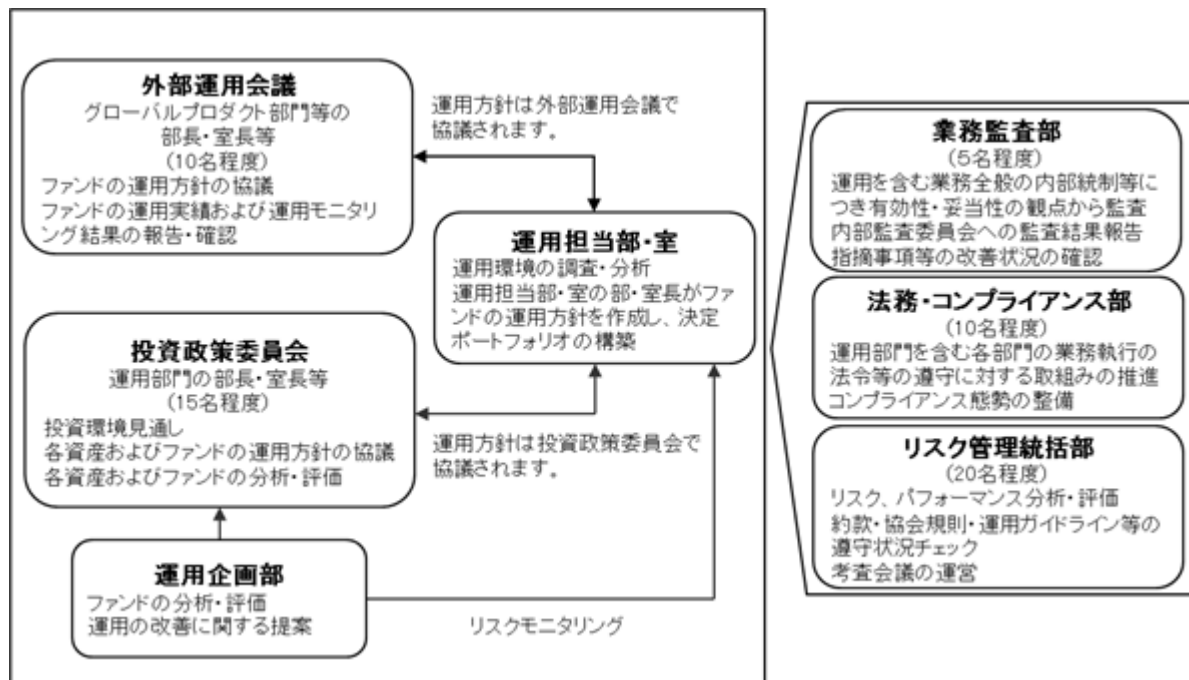 外部運用会議
グローバルプロダクト部門等の
部長・室長等
(10名程度)
ファンドの運用方針の協議
ファンドの運用実績および運用モニタリ
ング結果の報告・確認
運用方針は外部運用会議で
協議されます。
運用担当部・室
運用環境の調査・分析
運用担当部・室の部・室長がファ
ンドの運用方針を作成し、決定
ポートフォリオの構築
投資政策委員会
運用部門の部長・室長等
(15名程度)
投資環境見通し
各資産およびファンドの運用方針の協議
各資産およびファンドの分析・評価
運用方針は投資政策委員会で
協議されます。
運用企画部
ファンドの分析・評価
運用の改善に関する提案
リスクモニタリング
業務監査部
(5名程度)
運用を含む業務全般の内部統制等に
つき有効性・妥当性の観点から監査
内部監査委員会への監査結果報告
指摘事項等の改善状況の確認
法務・コンプライアンス部
(10名程度)
運用部門を含む各部門の業務執行の
法令等の遵守に対する取組みの推進
コンプライアンス態勢の整備
リスク管理統括部
(20名程度)
リスク、パフォーマンス分析・評価
約款・協会規則・運用ガイドライン等の
遵守状況チェック
考査会議の運営